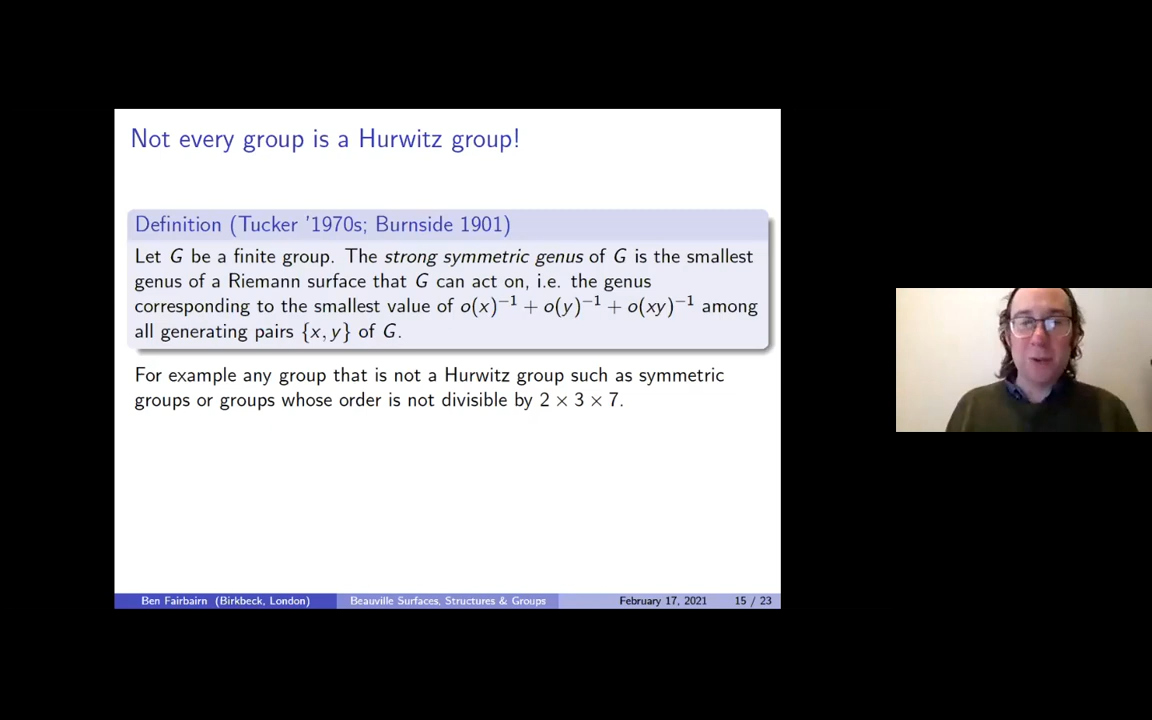 Not every group is a Hurwitz group!
Definition (Tucker '1970s; Burnside 1901)
Let G be a finite group. The strong symmetric genus of G is the smallest
genus of a Riemann surface that G can act on, i.e. the genus
corresponding to the smallest value of o(x)⁻¹ + o(y)⁻¹ + o(xy)⁻¹ among
all generating pairs {x, y} of G.
For example any group that is not a Hurwitz group such as symmetric
groups or groups whose order is not divisible by 2 × 3 × 7.
Ben Fairbairn (Birkbeck, London) Beauville Surfaces, Structures & Groups February 17, 2021 15 / 23